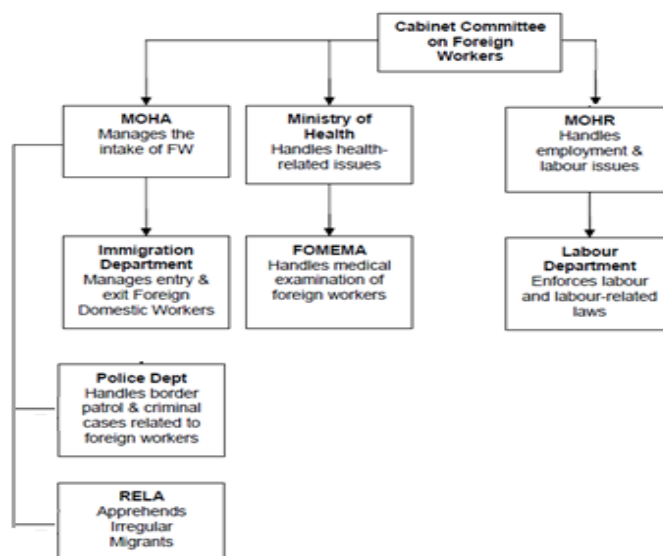 Cabinet Committee
on Foreign
Workers
MOHA
Manages the
intake of FW
Ministry of
Health
Handles health-
related issues
MOHR
Handles
employment &
labour issues
Immigration
Department
Manages entry &
exit Foreign
Domestic Workers
FOMEMA
Handles medical
examination of
foreign workers
Labour
Department
Enforces labour
and labour-related
laws
Police Dept
Handles border
patrol & criminal
cases related to
foreign workers
RELA
Apprehends
Irregular
Migrants